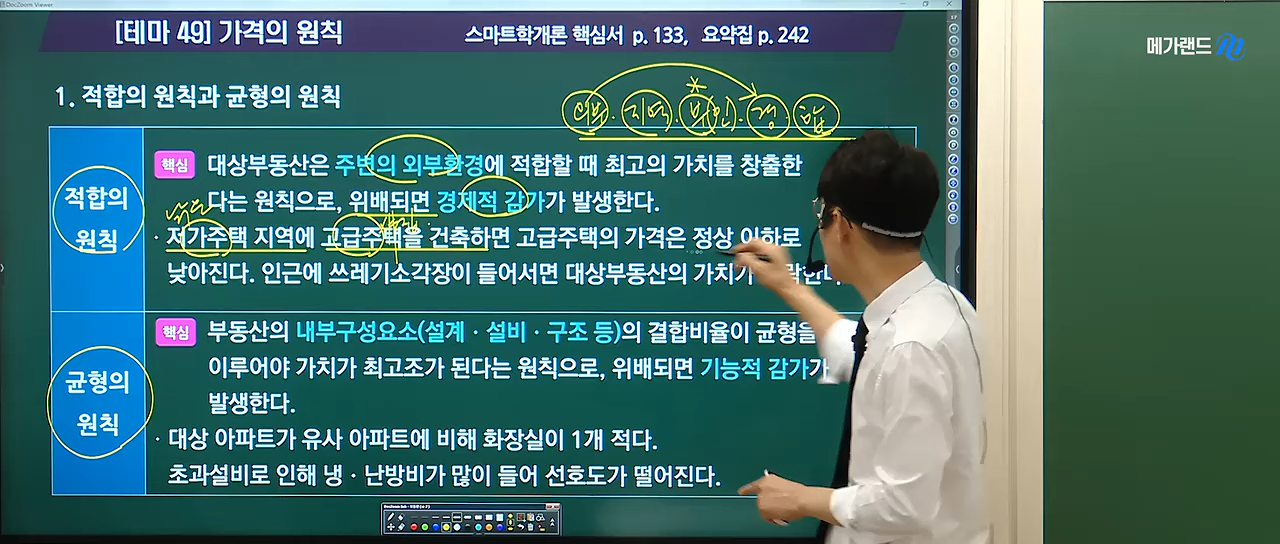 DocZoom Viewer
[테마 49] 가격의 원칙
스마트학개론 핵심서 p. 133, 요약집 p. 242
메가랜드
1. 적합의 원칙과 균형의 원칙
외부 · 지역 · 부(인) · 경 합
적합의
원칙
핵심 대상부동산은 주변의 외부환경에 적합할 때 최고의 가치를 창출한
다는 원칙으로, 위배되면 경제적 감가가 발생한다.
· 저가주택 지역에 고급주택을 건축하면 고급주택의 가격은 정상 이하로
낮아진다. 인근에 쓰레기소각장이 들어서면 대상부동산의 가치가
균형의
원칙
핵심 부동산의 내부구성요소(설계 · 설비 · 구조 등)의 결합비율이 균형을
이루어야 가치가 최고조가 된다는 원칙으로, 위배되면 기능적 감가가
발생한다.
· 대상 아파트가 유사 아파트에 비해 화장실이 1개 적다.
초과설비로 인해 냉 · 난방비가 많이 들어 선호도가 떨어진다.